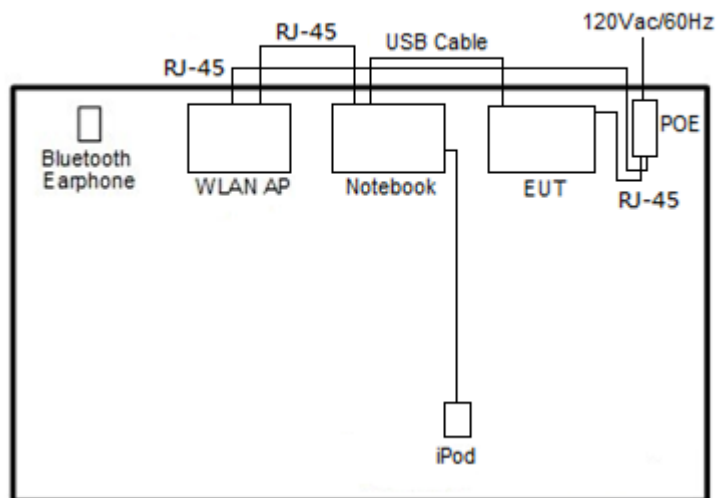 120Vac/60Hz
RJ-45
USB Cable
RJ-45
POE
Bluetooth
Earphone
WLAN AP
Notebook
EUT
RJ-45
iPod